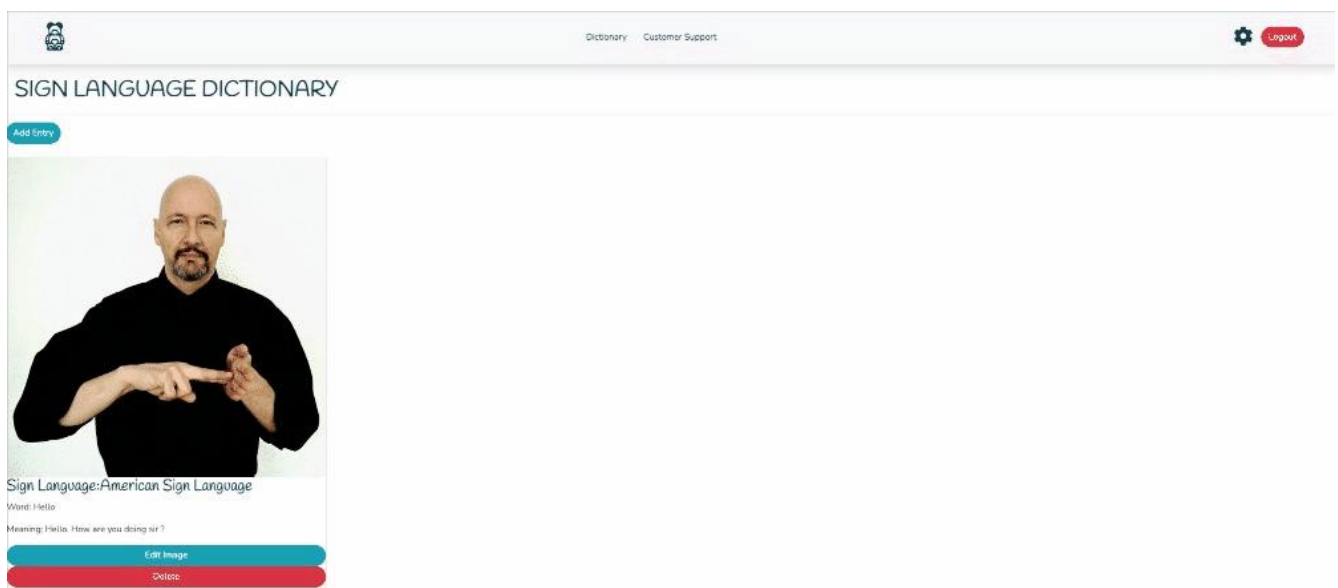 Dictionary Customer Support Logout
SIGN LANGUAGE DICTIONARY
Add Entry
Sign Language:American Sign Language
Word: Hello
Meaning: Hello. How are you doing sir ?
Edit Image
Delete